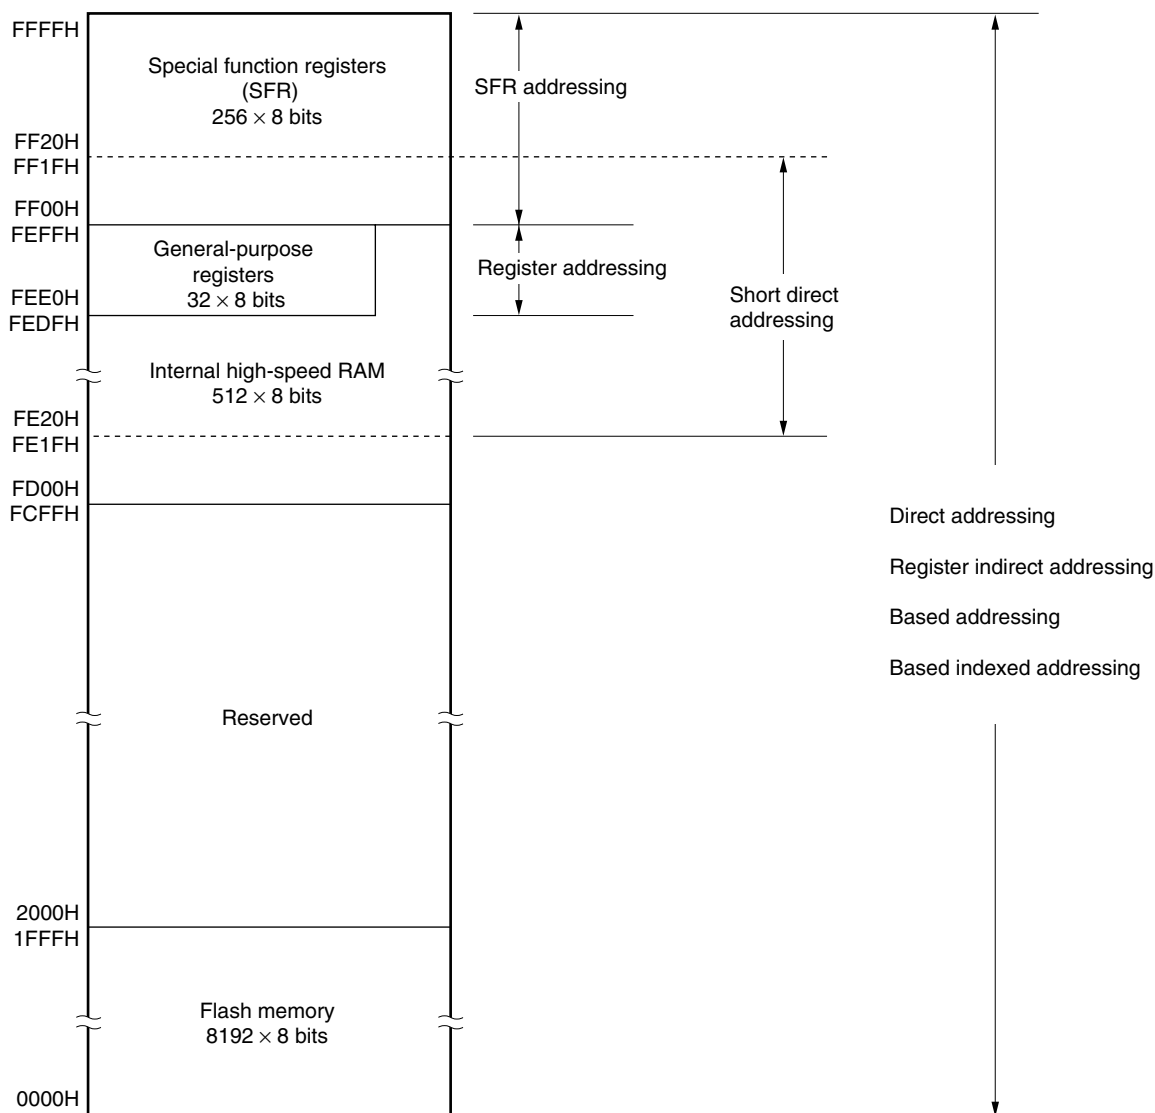 FFFFH
Special function registers
(SFR)
256 × 8 bits
SFR addressing
FF20H
FF1FH
FF00H
FEFFH
General-purpose
registers
32 × 8 bits
Register addressing
Short direct
addressing
FEE0H
FEDFH
Internal high-speed RAM
512 × 8 bits
FE20H
FE1FH
FD00H
FCFFH
Direct addressing
Register indirect addressing
Based addressing
Based indexed addressing
Reserved
2000H
1FFFH
Flash memory
8192 × 8 bits
0000H